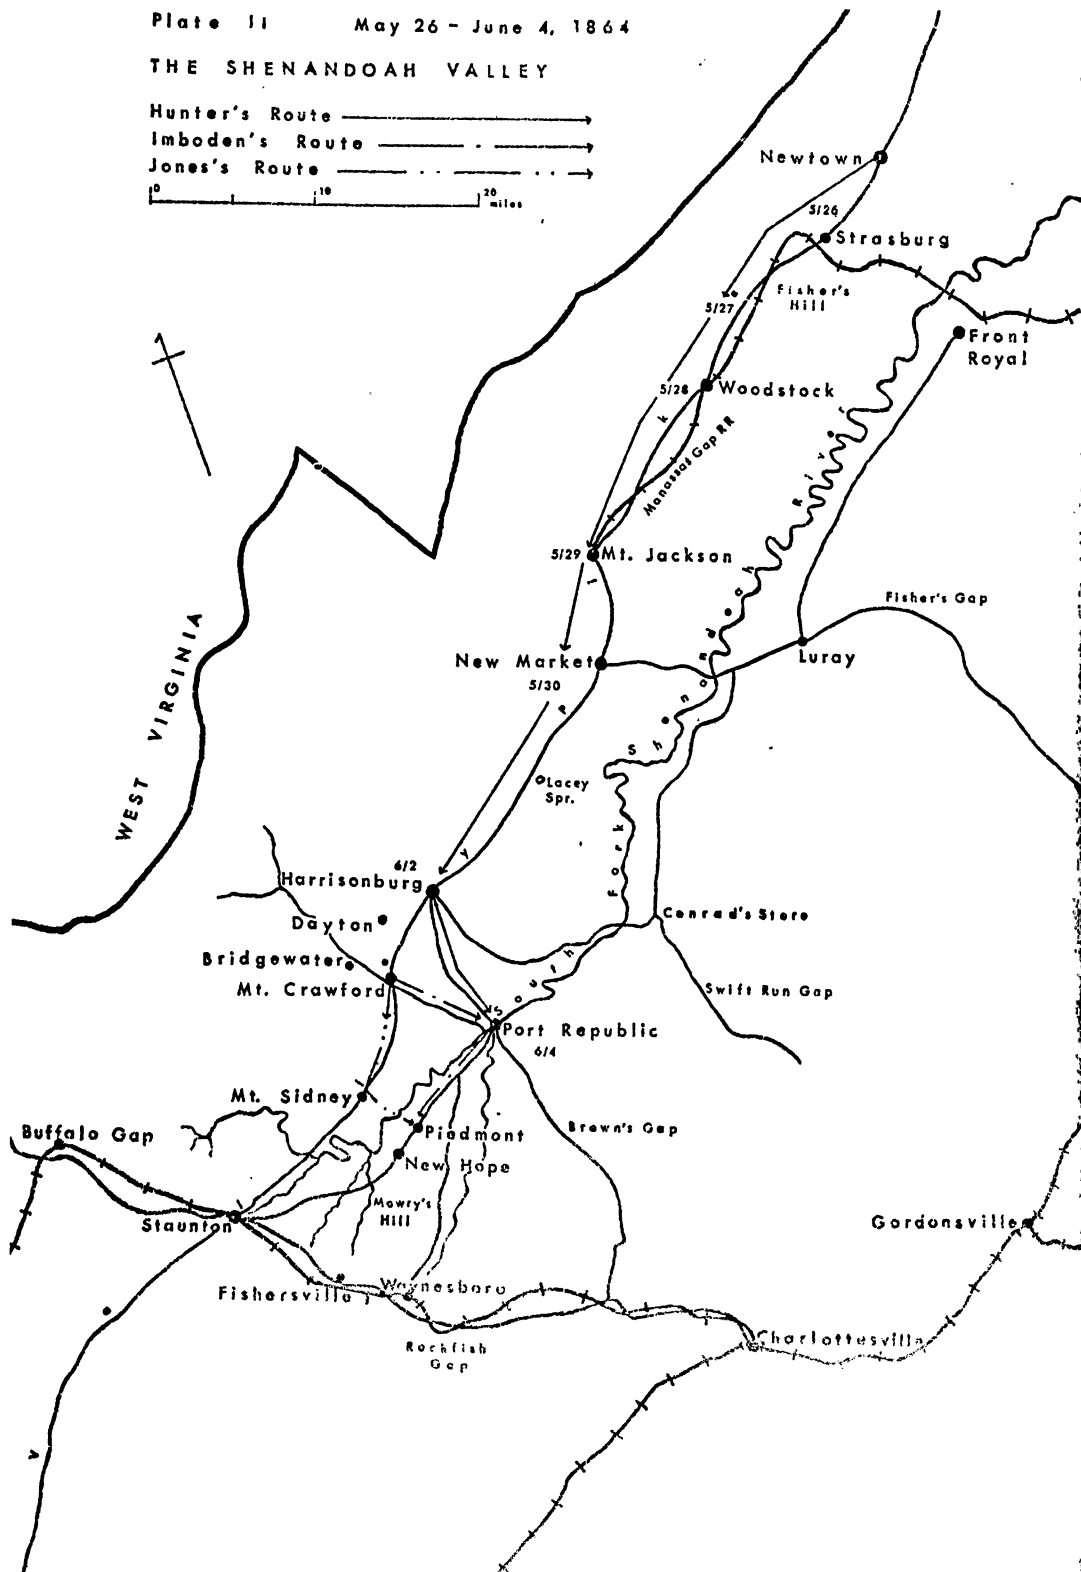 Plate II May 26 - June 4, 1864
THE SHENANDOAH VALLEY
Hunter's Route
Imboden's Route
Jones's Route
0 10 20 miles
Newtown
5/26
Strasburg
Fisher's
Hill
5/27
Front
Royal
5/28
Woodstock
Manassas Gap RR
5/29
Mt. Jackson
Fisher's Gap
Luray
New Market
5/30
WEST VIRGINIA
Lacey
Spr.
V P I K
South Fork Shenandoah River
6/2
Harrisonburg
Dayton
Conrad's Store
Bridgewater
Mt. Crawford
Swift Run Gap
Port Republic
6/4
Mt. Sidney
Buffalo Gap
Piedmont
Brown's Gap
New Hope
Mowry's
Hill
Staunton
Gordonsville
Fishersville
Waynesboro
Rockfish
Gap
Charlottesville